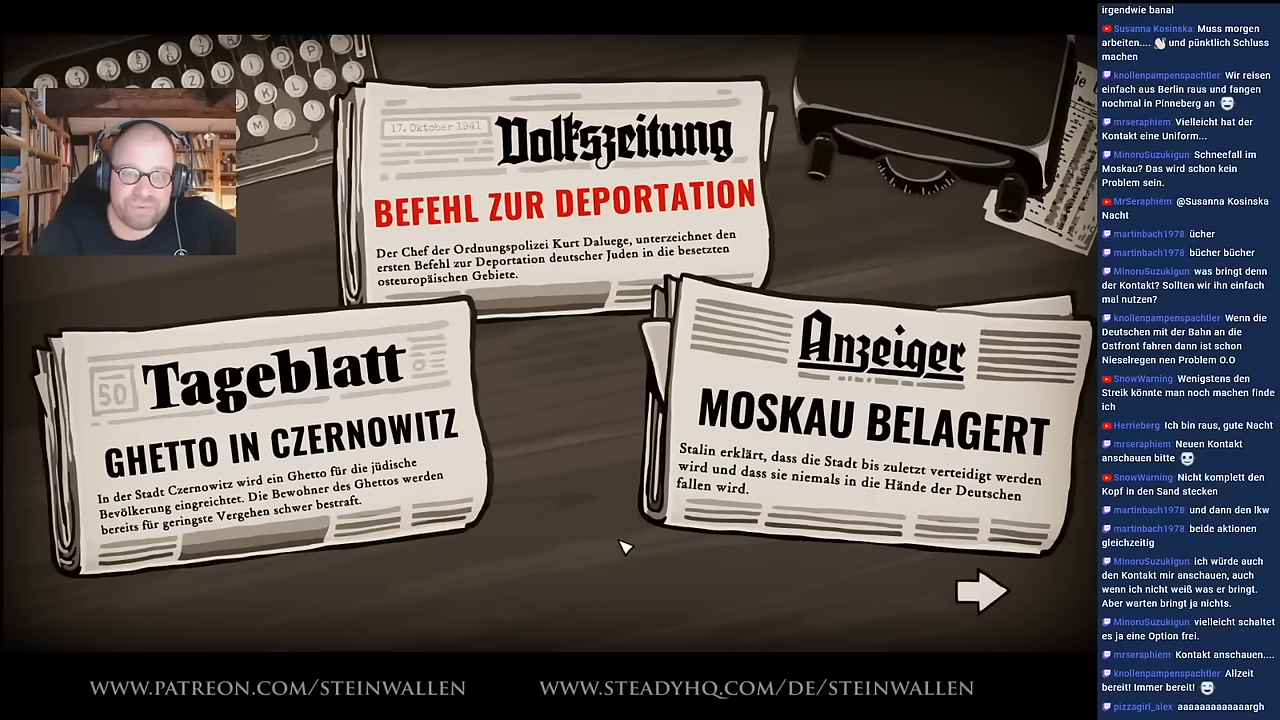 17. Oktober 1941
Volkszeitung
BEFEHL ZUR DEPORTATION
Der Chef der Ordnungspolizei Kurt Daluege, unterzeichnet den
ersten Befehl zur Deportation deutscher Juden in die besetzten
osteuropäischen Gebiete.
50
Tageblatt
GHETTO IN CZERNOWITZ
In der Stadt Czernowitz wird ein Ghetto für die jüdische
Bevölkerung eingreichtet. Die Bewohner des Ghettos werden
bereits für geringste Vergehen schwer bestraft.
Anzeiger
MOSKAU BELAGERT
Stalin erklärt, dass die Stadt bis zuletzt verteidigt werden
wird und dass sie niemals in die Hände der Deutschen
fallen wird.
WWW.PATREON.COM/STEINWALLEN
WWW.STEADYHQ.COM/DE/STEINWALLEN
irgendwie banal
Susanna Kosinska Muss morgen
arbeiten.... 👋 und pünktlich Schluss
machen
knollenpampenspachtler Wir reisen
einfach aus Berlin raus und fangen
nochmal in Pinneberg an
mrseraphiem Vielleicht hat der
Kontakt eine Uniform...
MinoruSuzukigun Schneefall im
Moskau? Das wird schon kein
Problem sein.
MrSeraphiem @Susanna Kosinska
Nacht
martinbach1978 ücher
martinbach1978 bücher bücher
MinoruSuzukigun was bringt denn
der Kontakt? Sollten wir ihn einfach
mal nutzen?
knollenpampenspachtler Wenn die
Deutschen mit der Bahn an die
Ostfront fahren dann ist schon
Nieselregen nen Problem O.O
SnowWarning Wenigstens den
Streik könnte man noch machen finde
ich
Herrieberg Ich bin raus, gute Nacht
mrseraphiem Neuen Kontakt
anschauen bitte
SnowWarning Nicht komplett den
Kopf in den Sand stecken
martinbach1978 und dann den lkw
martinbach1978 beide aktionen
gleichzeitig
MinoruSuzukigun ich würde auch
den Kontakt mir anschauen, auch
wenn ich nicht weiß was er bringt.
Aber warten bringt ja nichts.
MinoruSuzukigun vielleicht schaltet
es ja eine Option frei.
mrseraphiem Kontakt anschauen....
knollenpampenspachtler Allzeit
bereit! Immer bereit!
pizzagirl_alex aaaaaaaaaaaargh